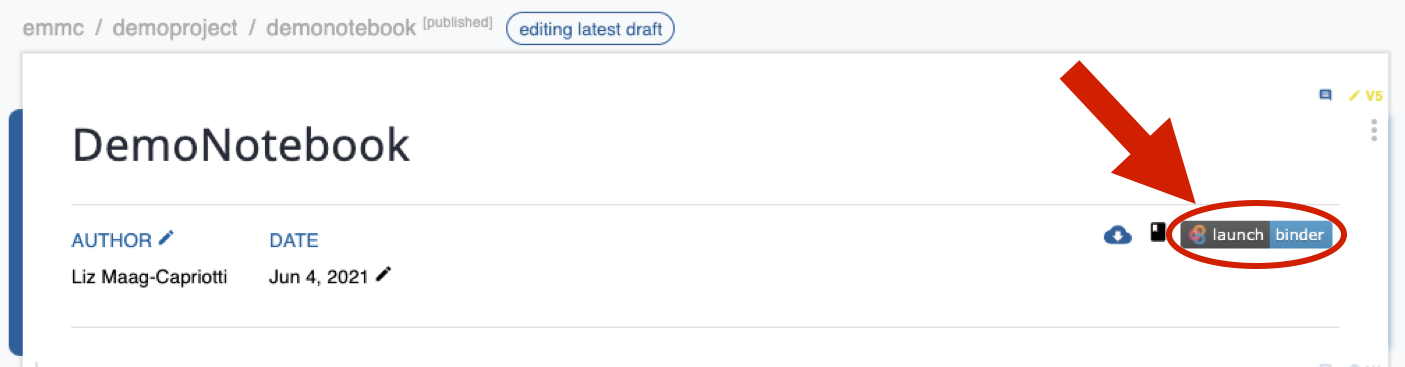 emmc / demoproject / demonotebook [published] editing latest draft
V5
DemoNotebook
AUTHOR DATE
launch binder
Liz Maag-Capriotti Jun 4, 2021